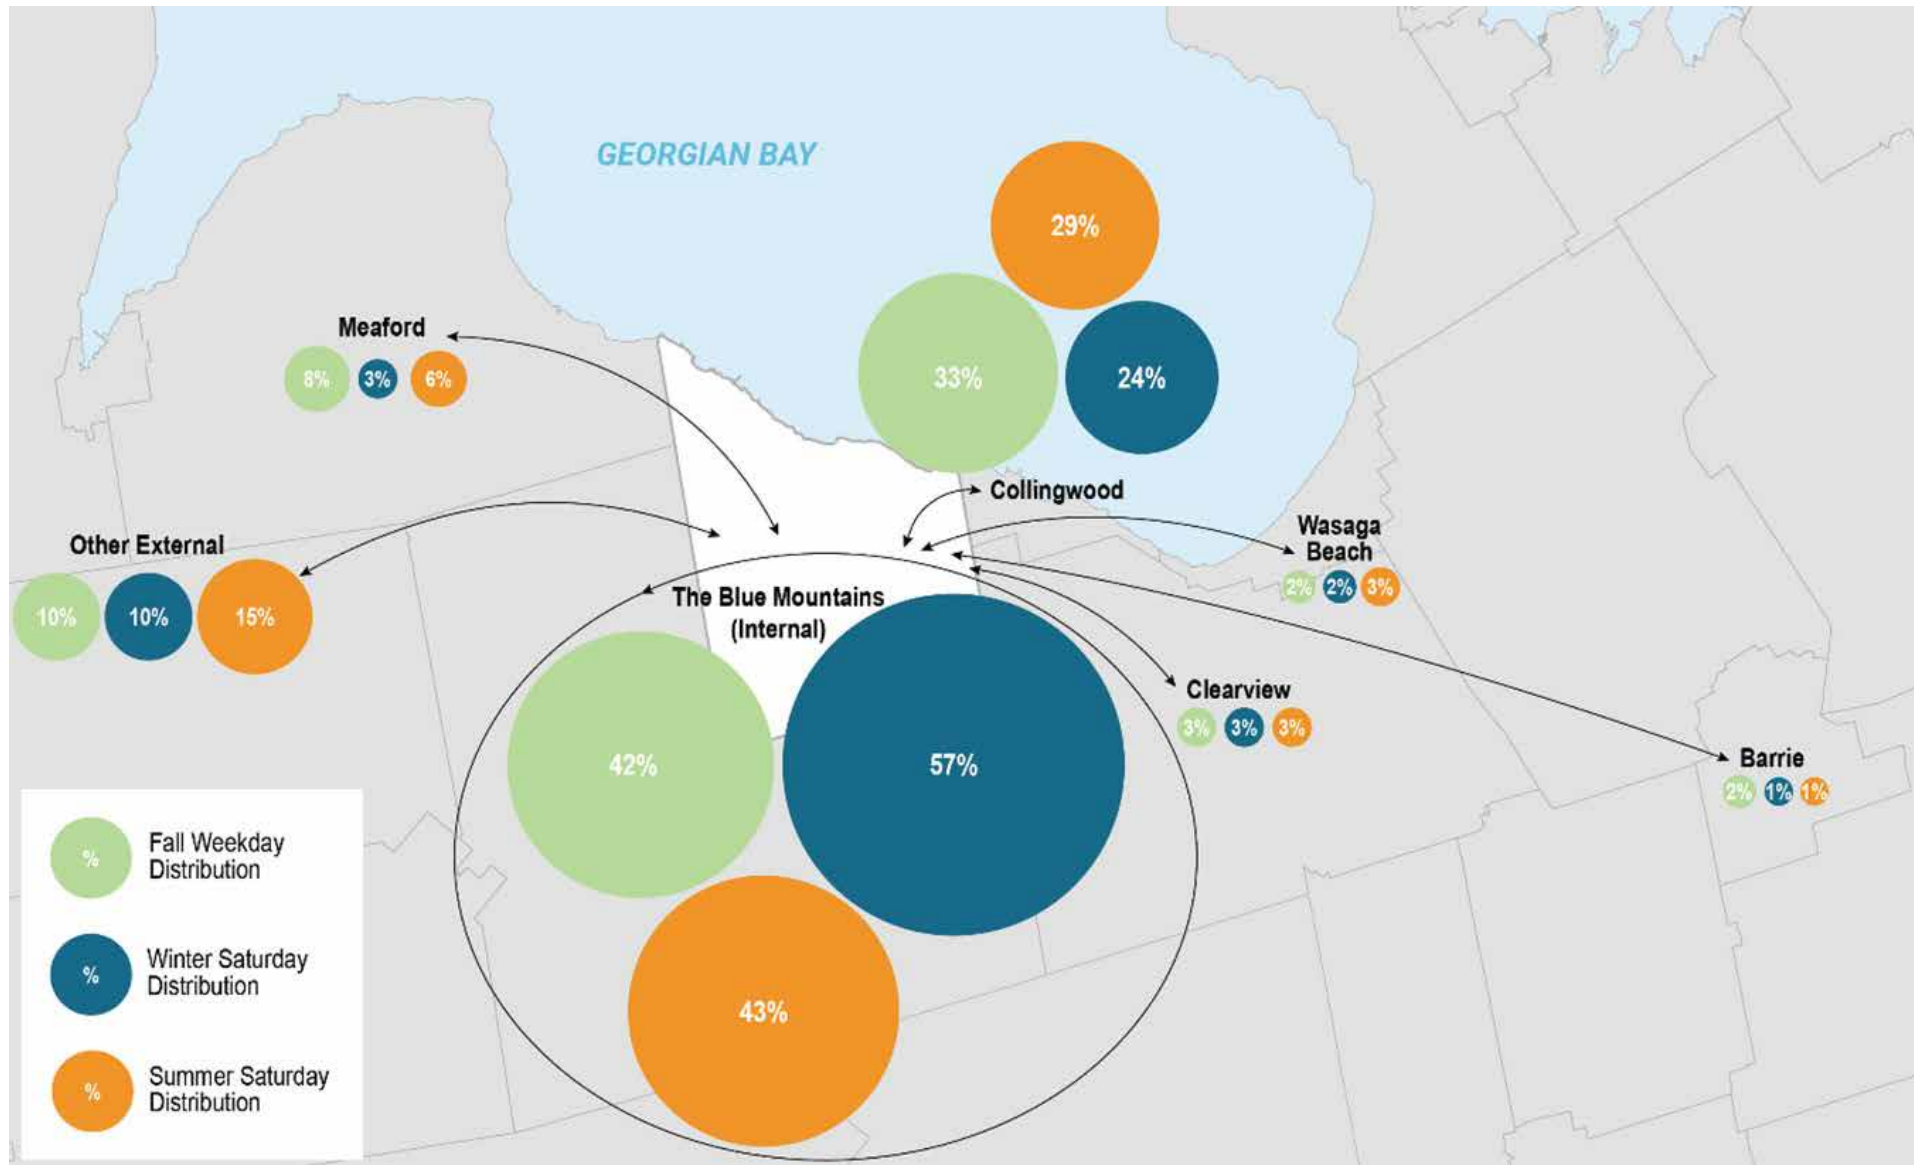 GEORGIAN BAY
29%
33%
24%
Meaford
8% 3% 6%
Collingwood
Wasaga
Beach
2% 2% 3%
Other External
10% 10% 15%
The Blue Mountains
(Internal)
42%
57%
43%
Clearview
3% 3% 3%
Barrie
2% 1% 1%
% Fall Weekday
Distribution
% Winter Saturday
Distribution
% Summer Saturday
Distribution